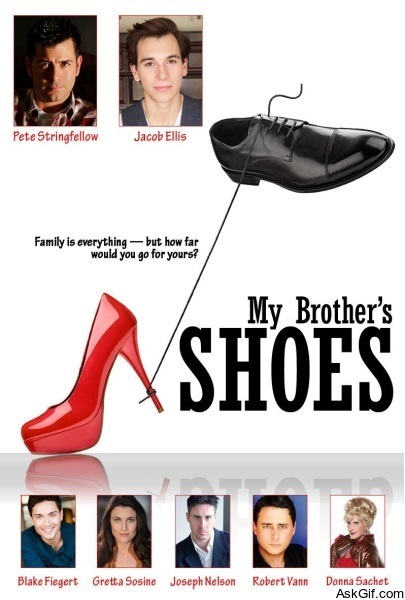 Pete Stringfellow
Jacob Ellis
Family is everything — but how far
would you go for yours?
My Brother's
SHOES
SHOES
Blake Fiegert
Gretta Sosine
Joseph Nelson
Robert Vann
Donna Sachet
AskGif.com